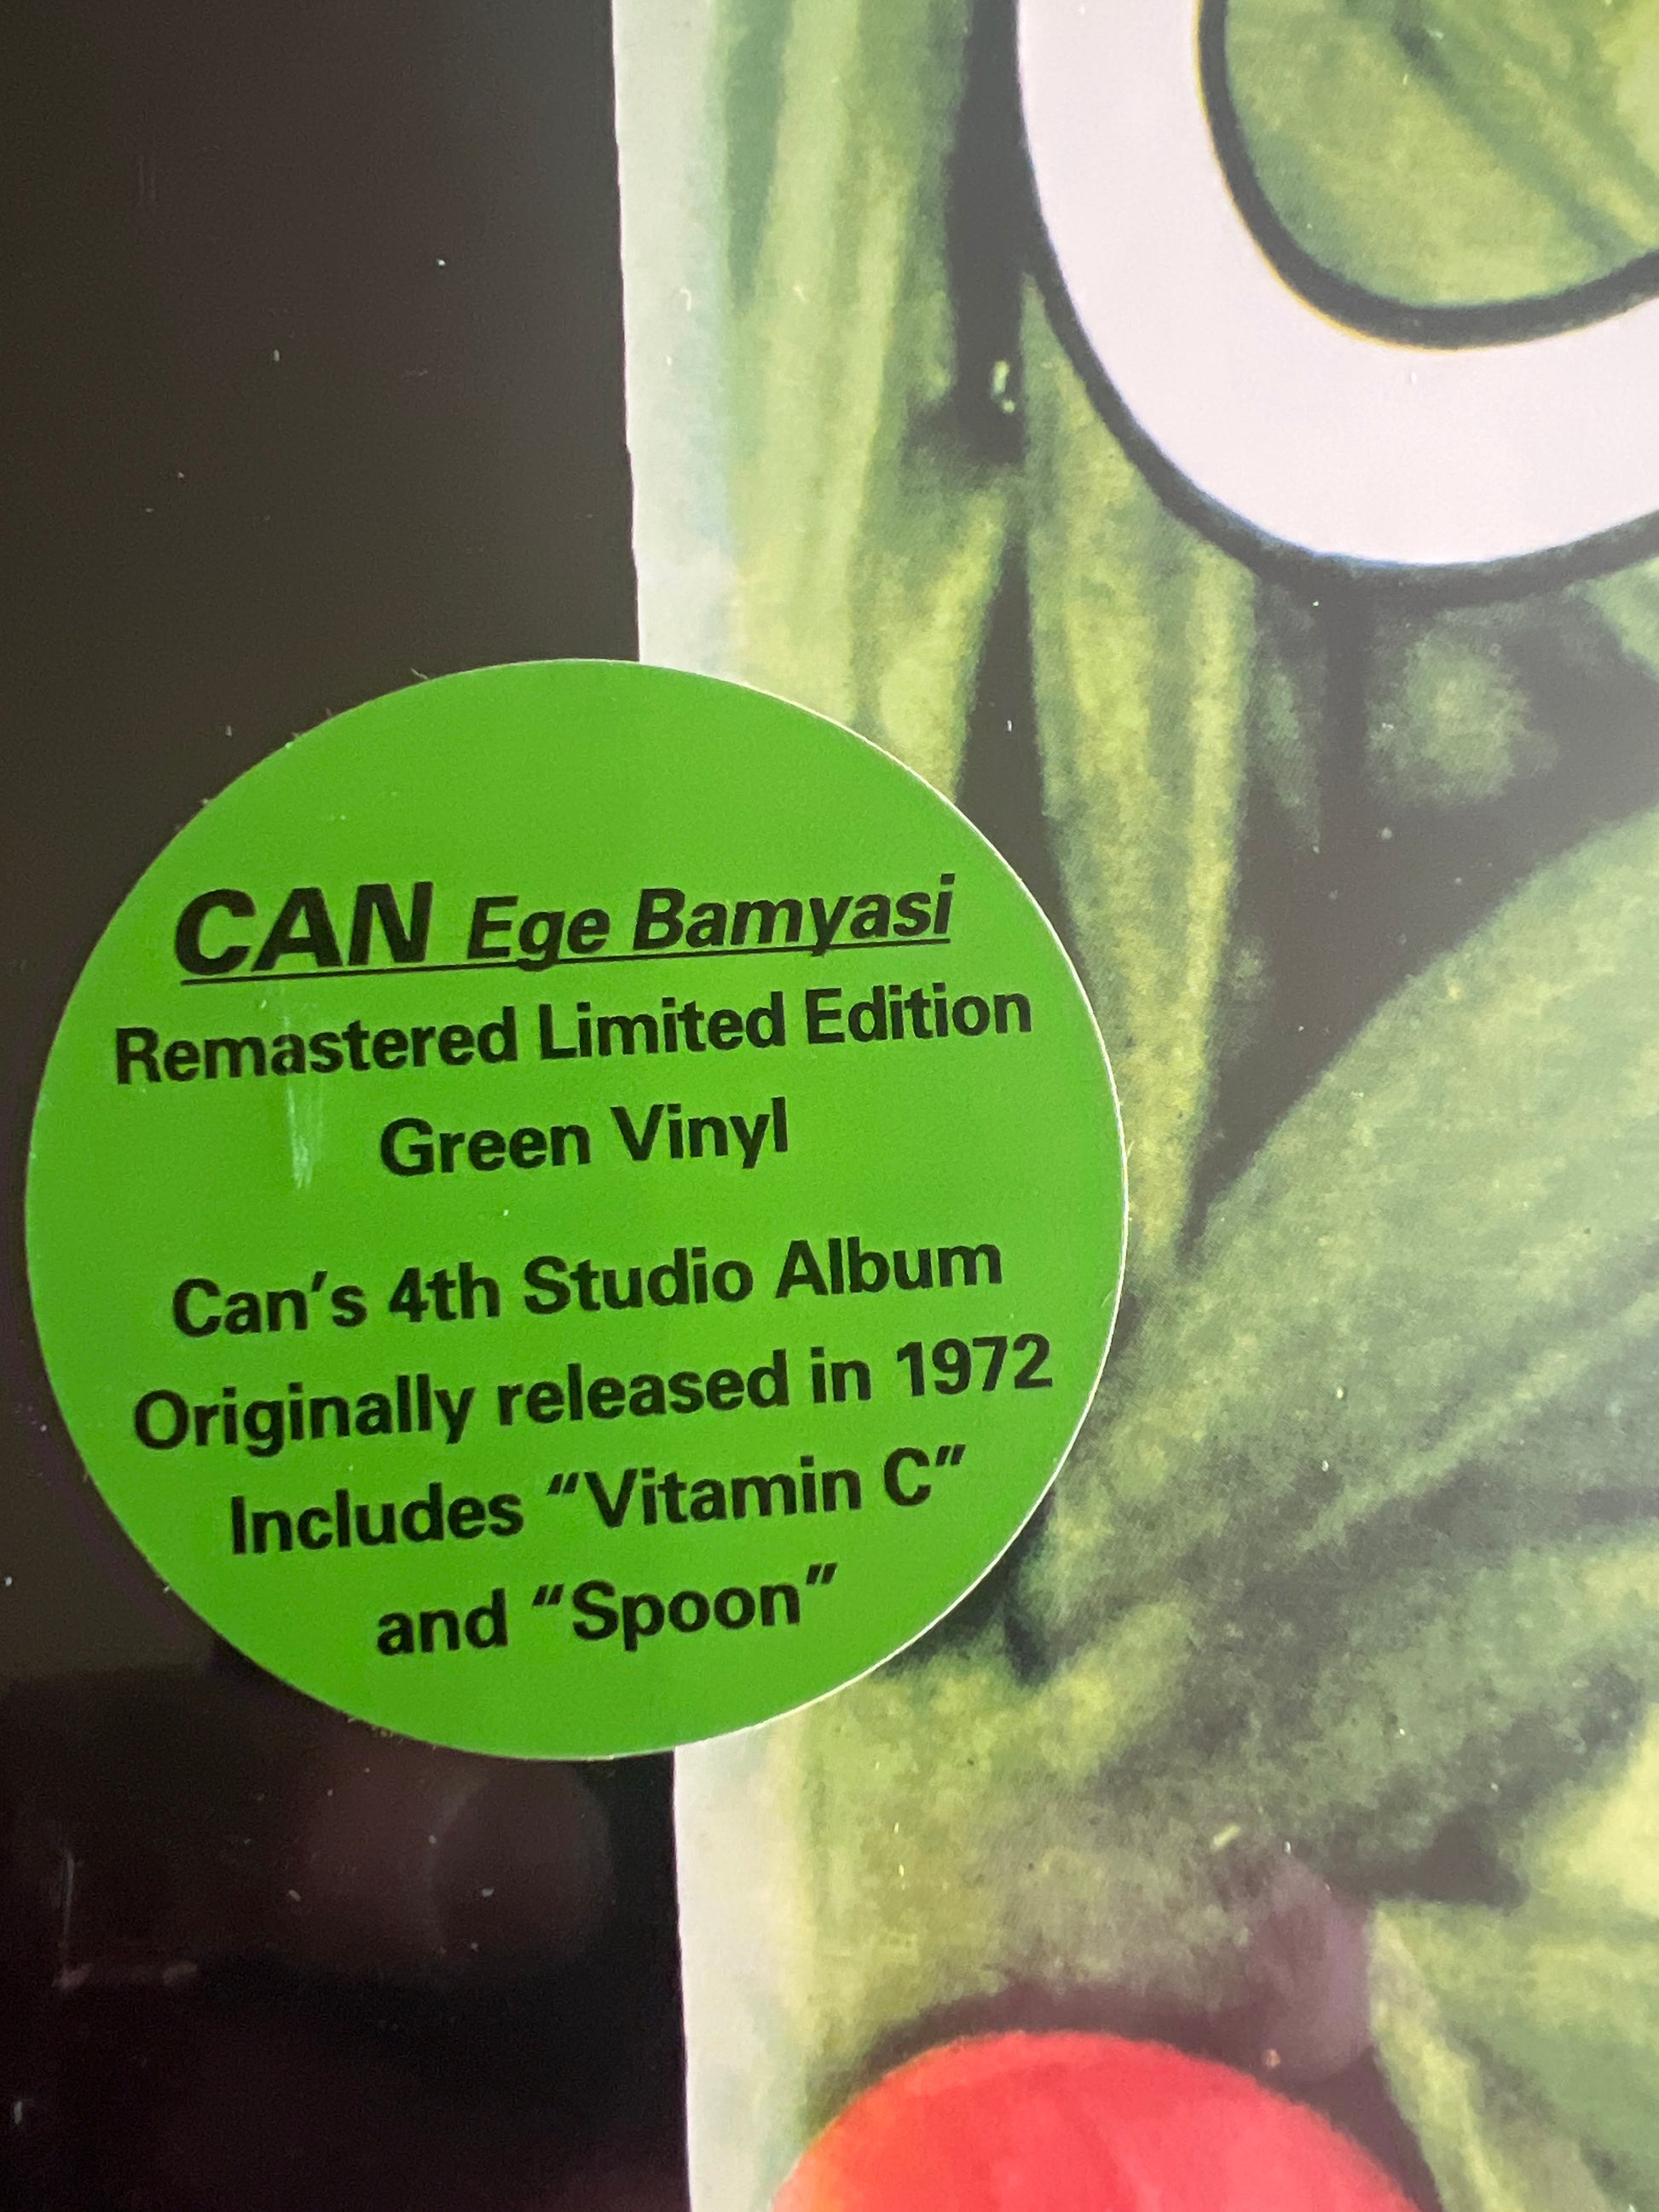 CAN Ege Bamyasi
Remastered Limited Edition
Green Vinyl
Can's 4th Studio Album
Originally released in 1972
Includes "Vitamin C"
and "Spoon"